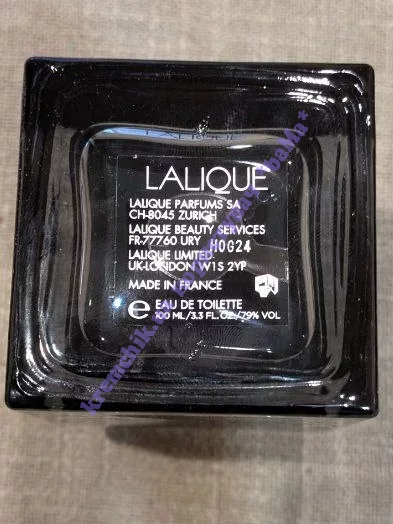 LALIQUE
LALIQUE
LALIQUE PARFUMS SA
CH-8045 ZURICH
LALIQUE BEAUTY SERVICES
FR-77760 URY H0G24
LALIQUE LIMITED
UK-LONDON W1S 2YP
MADE IN FRANCE
e EAU DE TOILETTE
100 ML/3.3 FL.OZ./79% VOL